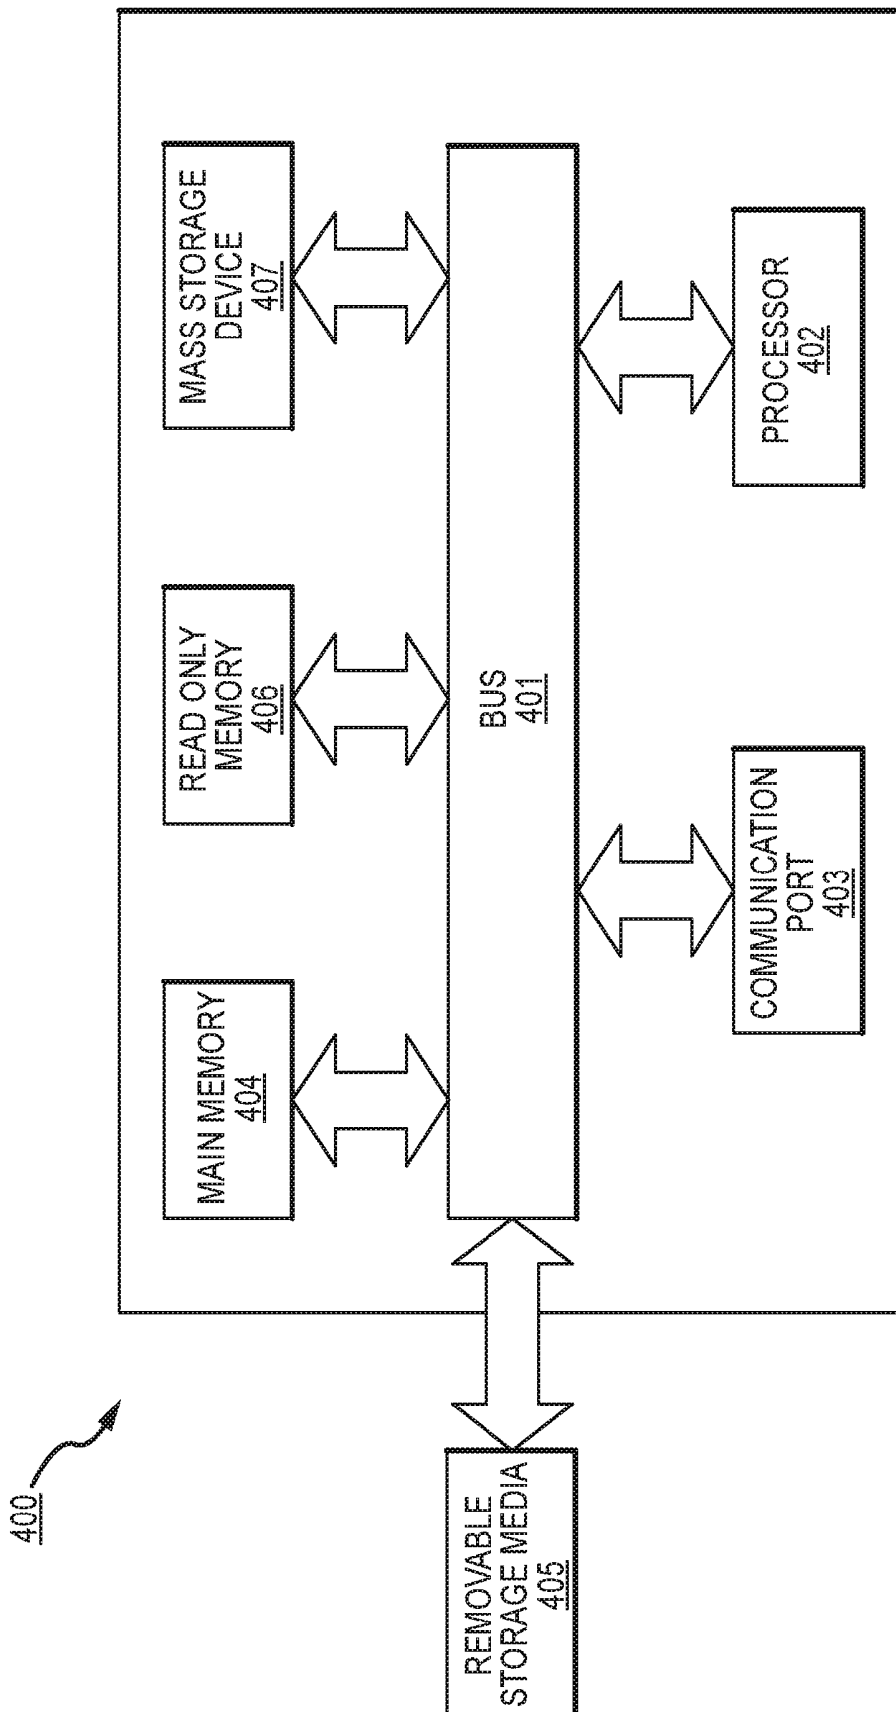 400
MAIN MEMORY
404
READ ONLY
MEMORY
406
MASS STORAGE
DEVICE
407
REMOVABLE
STORAGE MEDIA
405
BUS
401
COMMUNICATION
PORT
403
PROCESSOR
402